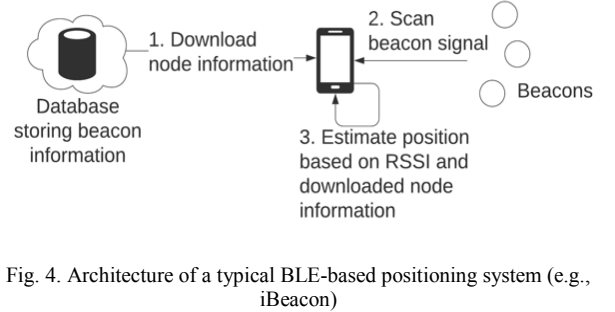 1. Download
node information
2. Scan
beacon signal
Beacons
Database
storing beacon
information
3. Estimate position
based on RSSI and
downloaded node
information
Fig. 4. Architecture of a typical BLE-based positioning system (e.g.,
iBeacon)